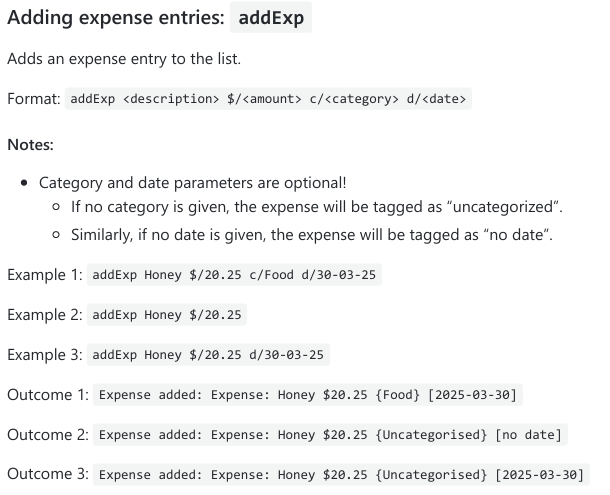 Adding expense entries: addExp
Adds an expense entry to the list.
Format: addExp <description> $/<amount> c/<category> d/<date>
Notes:
• Category and date parameters are optional!
◦ If no category is given, the expense will be tagged as “uncategorized”.
◦ Similarly, if no date is given, the expense will be tagged as “no date”.
Example 1: addExp Honey $/20.25 c/Food d/30-03-25
Example 2: addExp Honey $/20.25
Example 3: addExp Honey $/20.25 d/30-03-25
Outcome 1: Expense added: Expense: Honey $20.25 {Food} [2025-03-30]
Outcome 2: Expense added: Expense: Honey $20.25 {Uncategorised} [no date]
Outcome 3: Expense added: Expense: Honey $20.25 {Uncategorised} [2025-03-30]